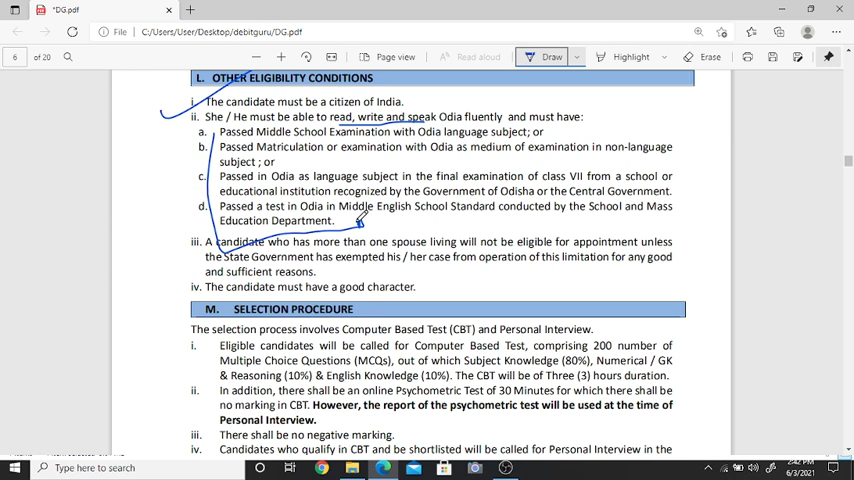 *DG.pdf
File
C:/Users/User/Desktop/debitguru/DG.pdf
6 of 20
Page view
Read aloud
Draw
Highlight
Erase
L. OTHER ELIGIBILITY CONDITIONS
i. The candidate must be a citizen of India.
ii. She / He must be able to read, write and speak Odia fluently and must have:
a. Passed Middle School Examination with Odia language subject; or
b. Passed Matriculation or examination with Odia as medium of examination in non-language
subject ; or
c. Passed in Odia as language subject in the final examination of class VII from a school or
educational institution recognized by the Government of Odisha or the Central Government.
d. Passed a test in Odia in Middle English School Standard conducted by the School and Mass
Education Department.
iii. A candidate who has more than one spouse living will not be eligible for appointment unless
the State Government has exempted his / her case from operation of this limitation for any good
and sufficient reasons.
iv. The candidate must have a good character.
M. SELECTION PROCEDURE
The selection process involves Computer Based Test (CBT) and Personal Interview.
i. Eligible candidates will be called for Computer Based Test, comprising 200 number of
Multiple Choice Questions (MCQs), out of which Subject Knowledge (80%), Numerical / GK
& Reasoning (10%) & English Knowledge (10%). The CBT will be of Three (3) hours duration.
ii. In addition, there shall be an online Psychometric Test of 30 Minutes for which there shall be
no marking in CBT. However, the report of the psychometric test will be used at the time of
Personal Interview.
iii. There shall be no negative marking.
iv. Candidates who qualify in CBT and be shortlisted will be called for Personal Interview in the
Type here to search
2:42 PM
6/3/2021